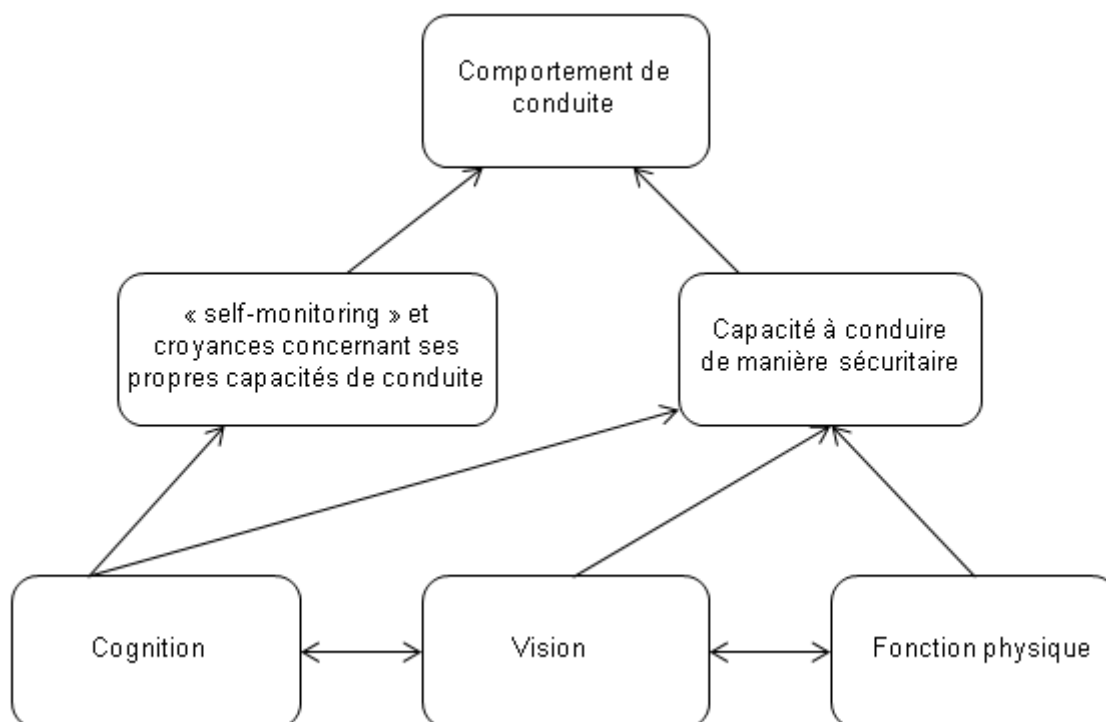 Comportement de
conduite
« self-monitoring » et
croyances concernant ses
propres capacités de conduite
Capacité à conduire
de manière sécuritaire
Cognition
Vision
Fonction physique